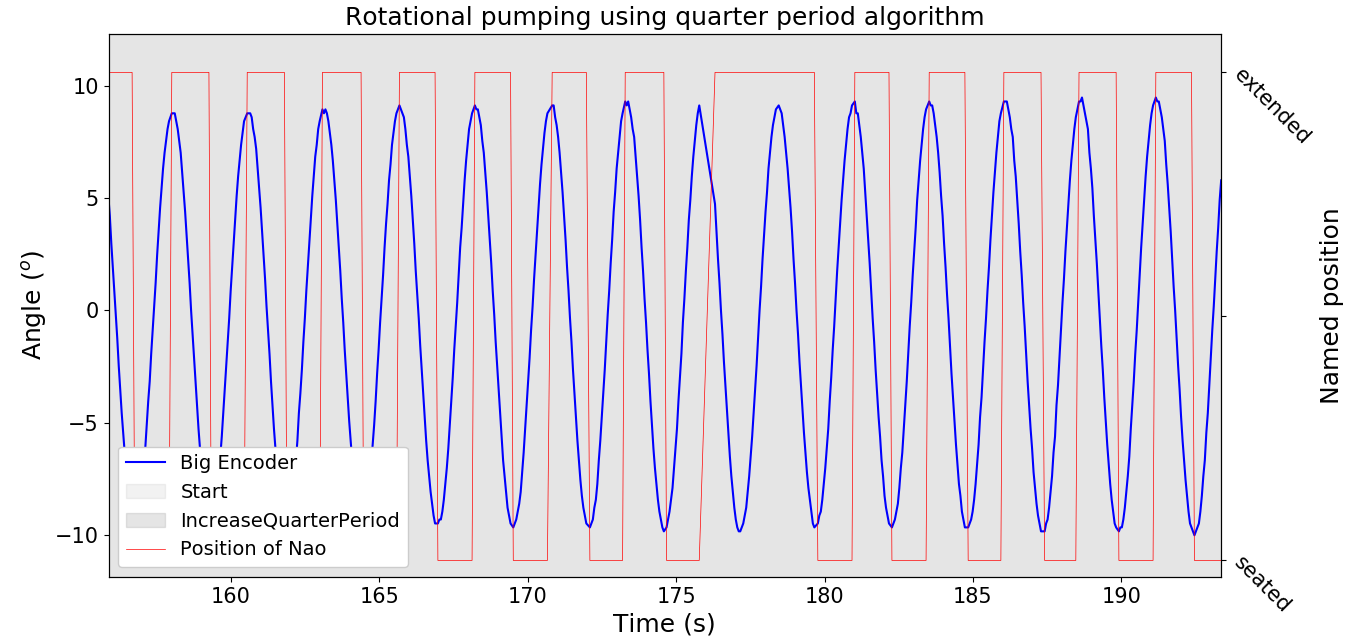 Rotational pumping using quarter period algorithm
10
5
0
−5
−10
Angle (°)
extended
seated
Named position
Big Encoder
Start
IncreaseQuarterPeriod
Position of Nao
160 165 170 175 180 185 190
Time (s)